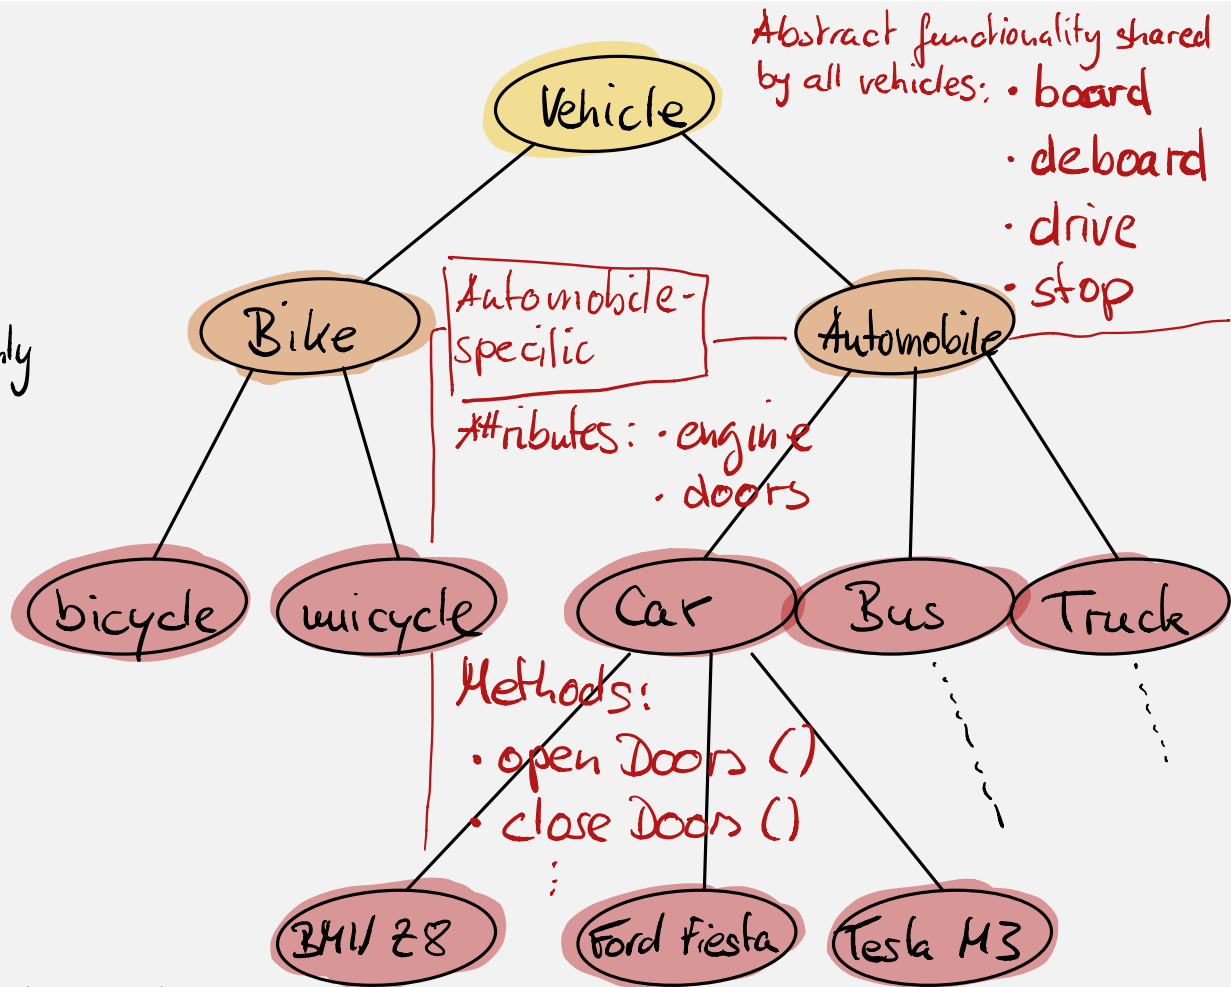 Abstract functionality shared
by all vehicles: • board
• deboard
• drive
• stop
Vehicle
Bike
Automobile-
specific
Automobile
Attributes: • engine
• doors
bicycle
unicycle
Car
Bus
Truck
Methods:
• open Doors ()
• close Doors ()
BMW Z8
Ford Fiesta
Tesla M3